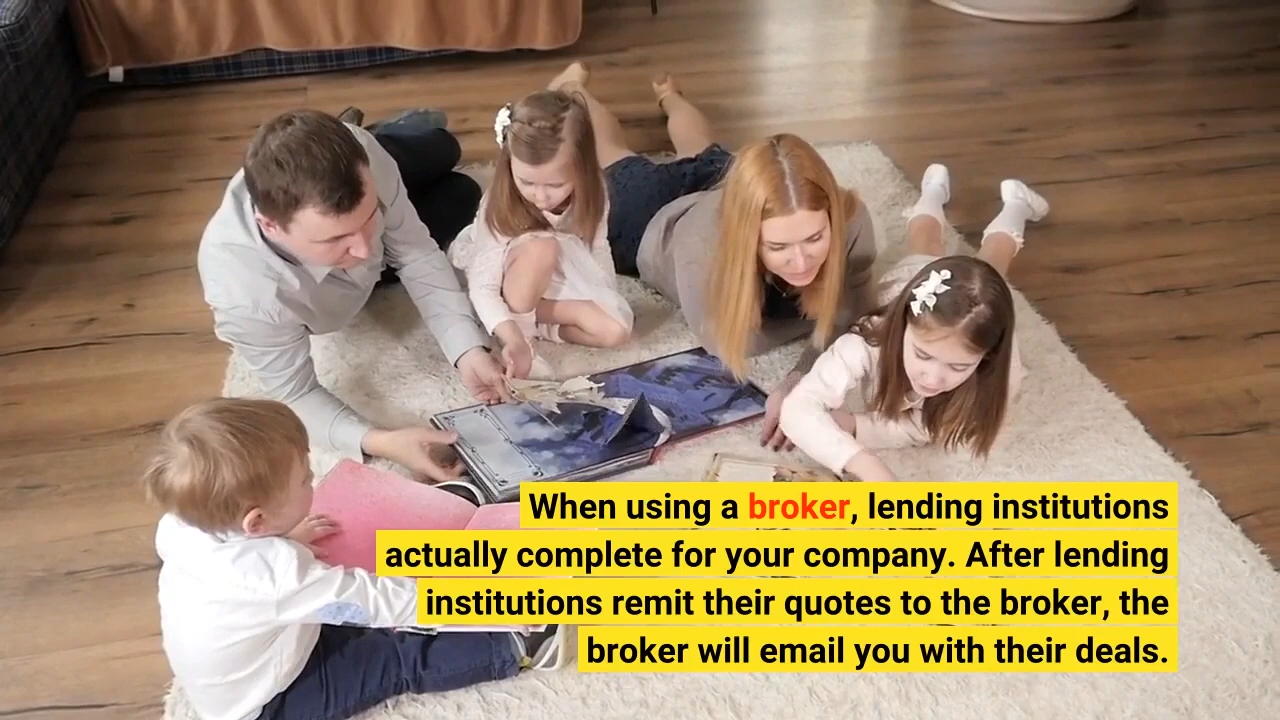 When using a broker, lending institutions
actually complete for your company. After lending
institutions remit their quotes to the broker, the
broker will email you with their deals.